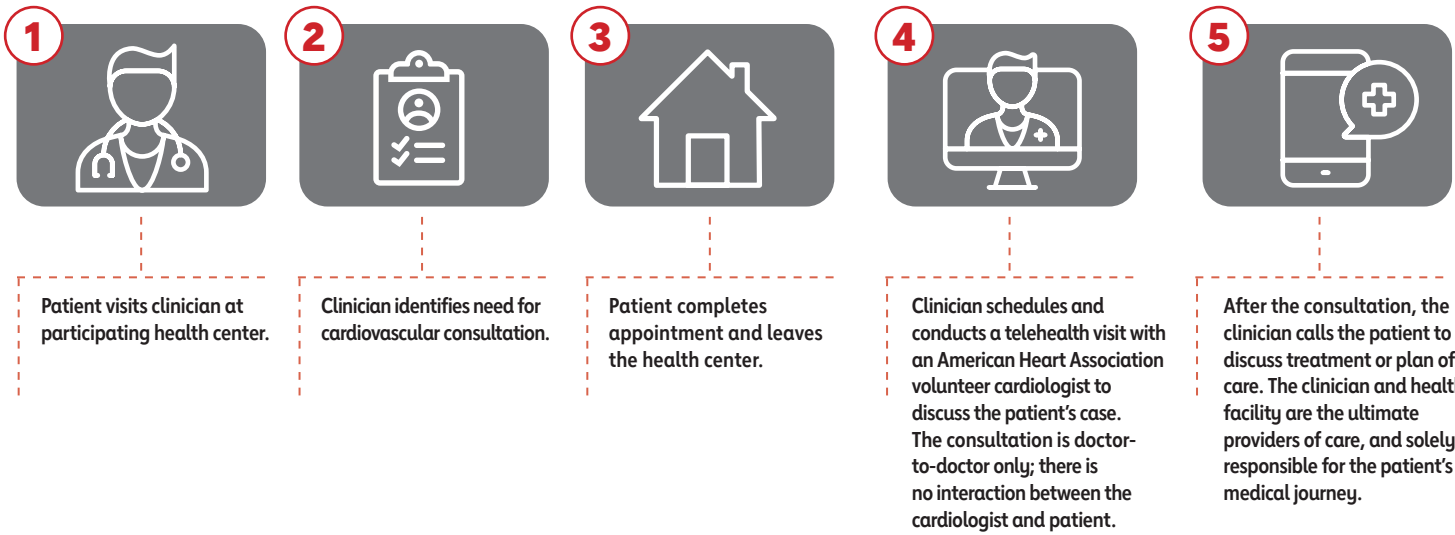 1
2
3
4
5
Patient visits clinician at
participating health center.
Clinician identifies need for
cardiovascular consultation.
Patient completes
appointment and leaves
the health center.
Clinician schedules and
conducts a telehealth visit with
an American Heart Association
volunteer cardiologist to
discuss the patient’s case.
The consultation is doctor-
to-doctor only; there is
no interaction between the
cardiologist and patient.
After the consultation, the
clinician calls the patient to
discuss treatment or plan of
care. The clinician and healt
facility are the ultimate
providers of care, and solely
responsible for the patient’s
medical journey.